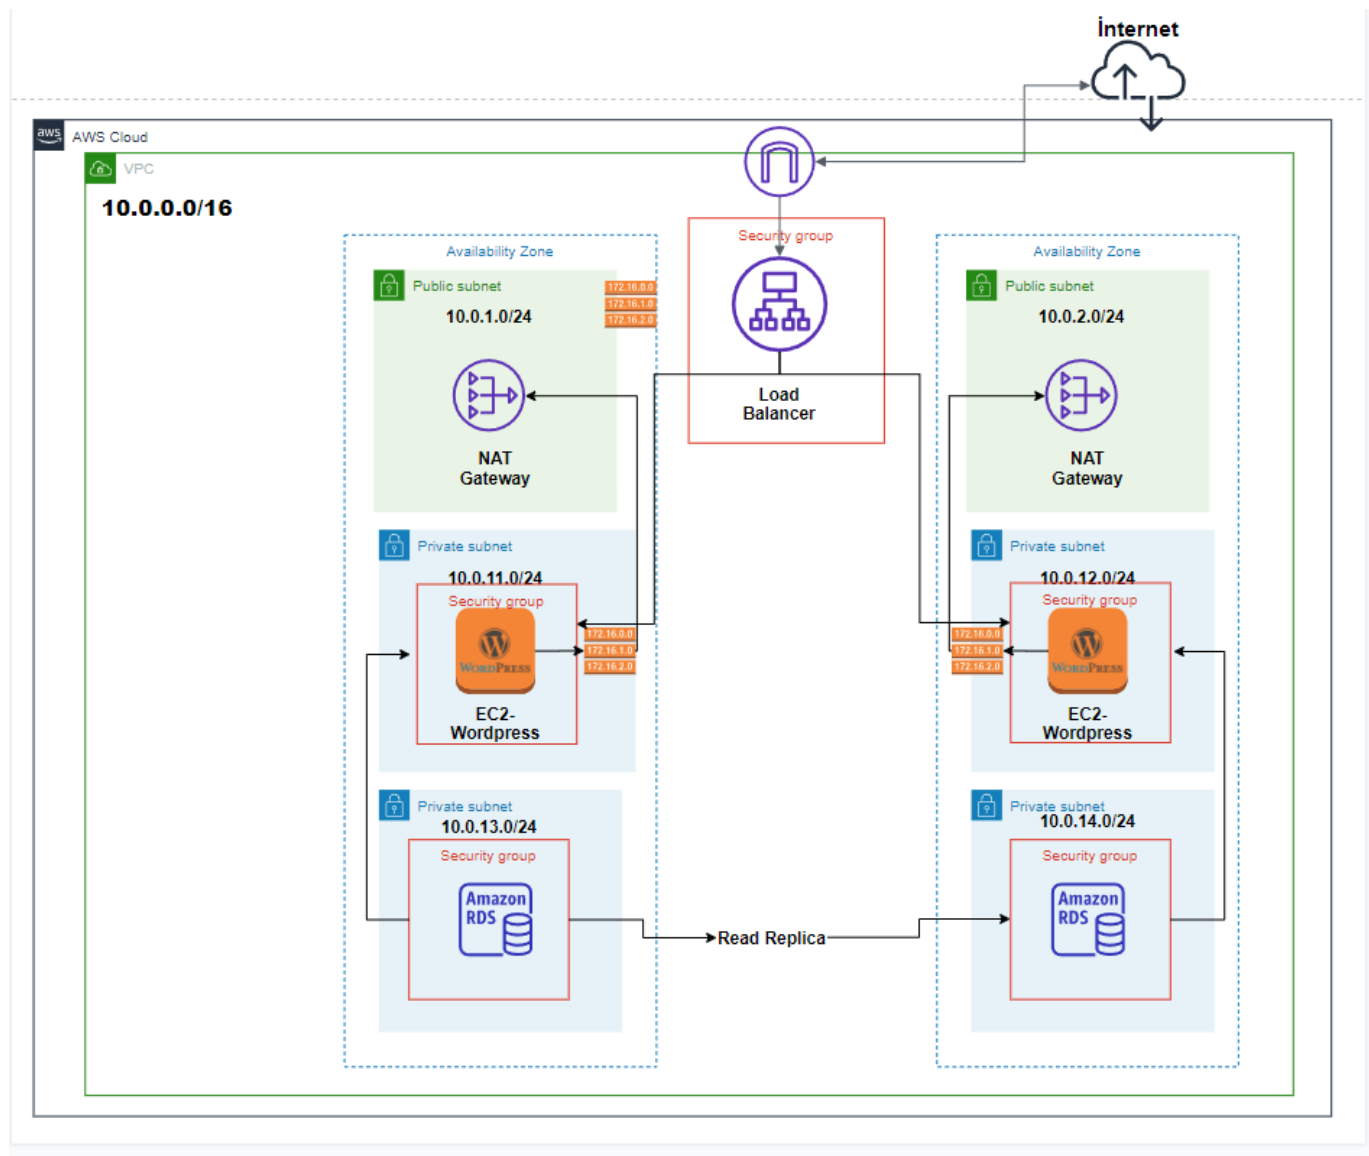 İnternet
aws
AWS Cloud
VPC
10.0.0.0/16
Security group
Load
Balancer
Availability Zone
Public subnet
10.0.1.0/24
172.16.0.0
172.16.1.0
172.16.2.0
NAT
Gateway
Private subnet
10.0.11.0/24
Security group
W
WORDPRESS
EC2-
Wordpress
172.16.0.0
172.16.1.0
172.16.2.0
Private subnet
10.0.13.0/24
Security group
Amazon
RDS
Read Replica
Availability Zone
Public subnet
10.0.2.0/24
NAT
Gateway
Private subnet
10.0.12.0/24
Security group
172.16.0.0
172.16.1.0
172.16.2.0
W
WORDPRESS
EC2-
Wordpress
Private subnet
10.0.14.0/24
Security group
Amazon
RDS